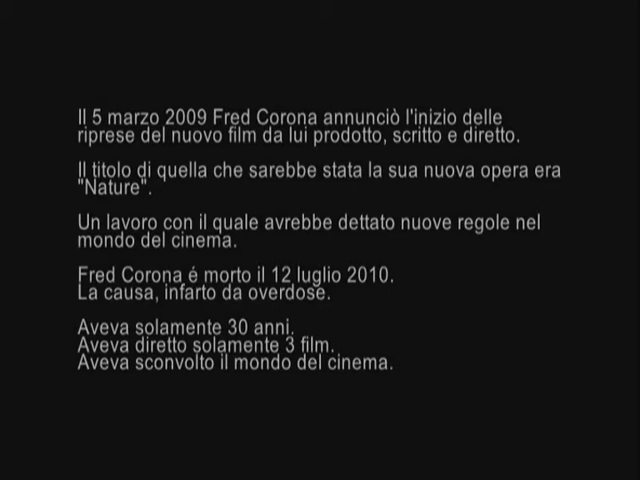 Il 5 marzo 2009 Fred Corona annunciò l'inizio delle
riprese del nuovo film da lui prodotto, scritto e diretto.
Il titolo di quella che sarebbe stata la sua nuova opera era
"Nature".
Un lavoro con il quale avrebbe dettato nuove regole nel
mondo del cinema.
Fred Corona é morto il 12 luglio 2010.
La causa, infarto da overdose.
Aveva solamente 30 anni.
Aveva diretto solamente 3 film.
Aveva sconvolto il mondo del cinema.